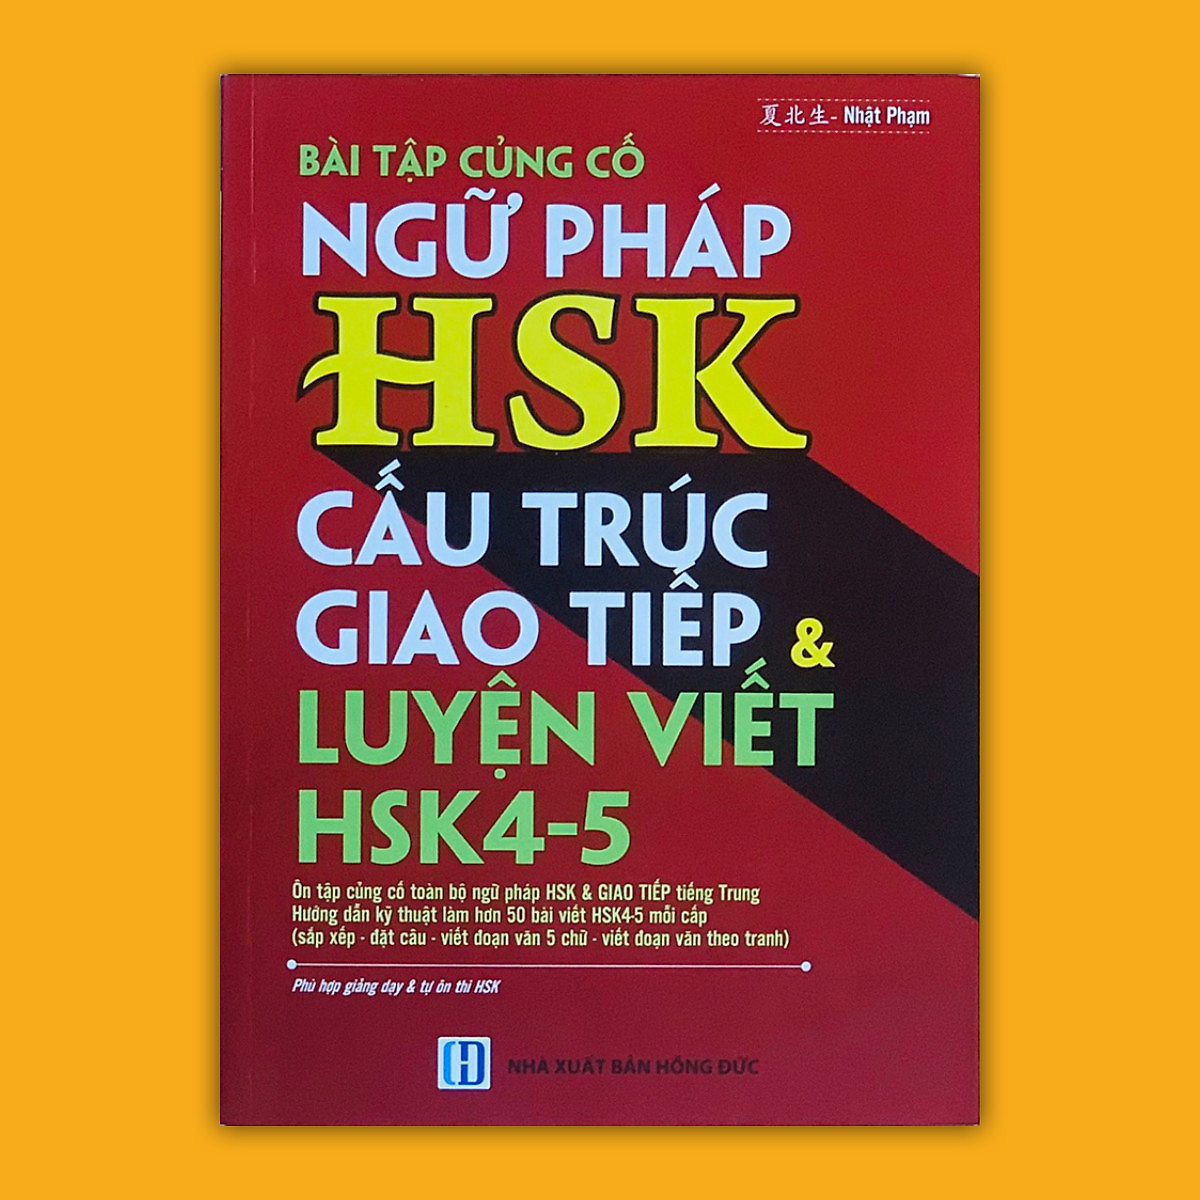 夏北生- Nhật Phạm
BÀI TẬP CỦNG CỐ
NGỮ PHÁP
HSK
CẤU TRÚC
GIAO TIẾP &
LUYỆN VIẾT
HSK4-5
Ôn tập củng cố toàn bộ ngữ pháp HSK & GIAO TIẾP tiếng Trung
Hướng dẫn kỹ thuật làm hơn 50 bài viết HSK4-5 mỗi cấp
(sắp xếp - đặt câu - viết đoạn văn 5 chữ - viết đoạn văn theo tranh)
Phù hợp giảng dạy & tự ôn thi HSK
NHÀ XUẤT BẢN HỒNG ĐỨC